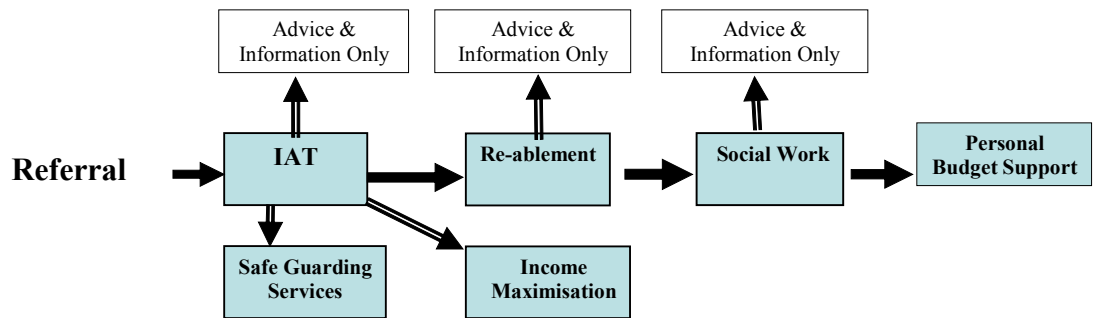 Advice &
Information Only
Advice &
Information Only
Advice &
Information Only
Referral
IAT
Re-ablement
Social Work
Personal
Budget Support
Safe Guarding
Services
Income
Maximisation